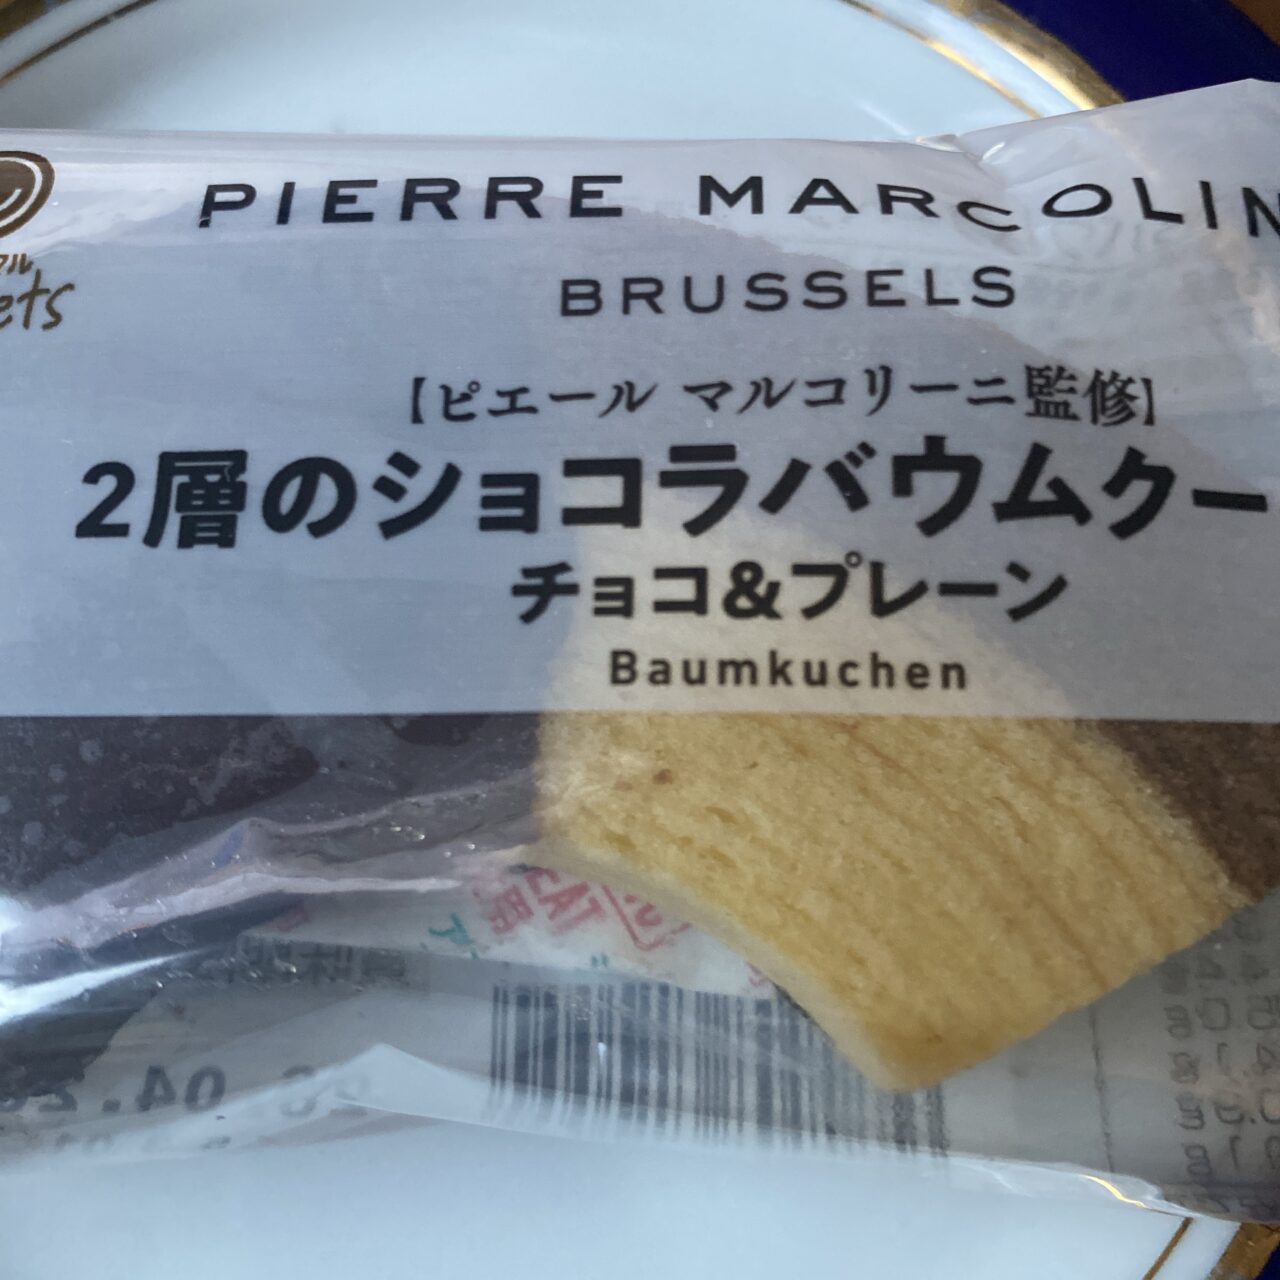 PIERRE MARCOLIN
BRUSSELS
【ピエール マルコリーニ監修】
2層のショコラバウムクー
チョコ&プレーン
Baumkuchen